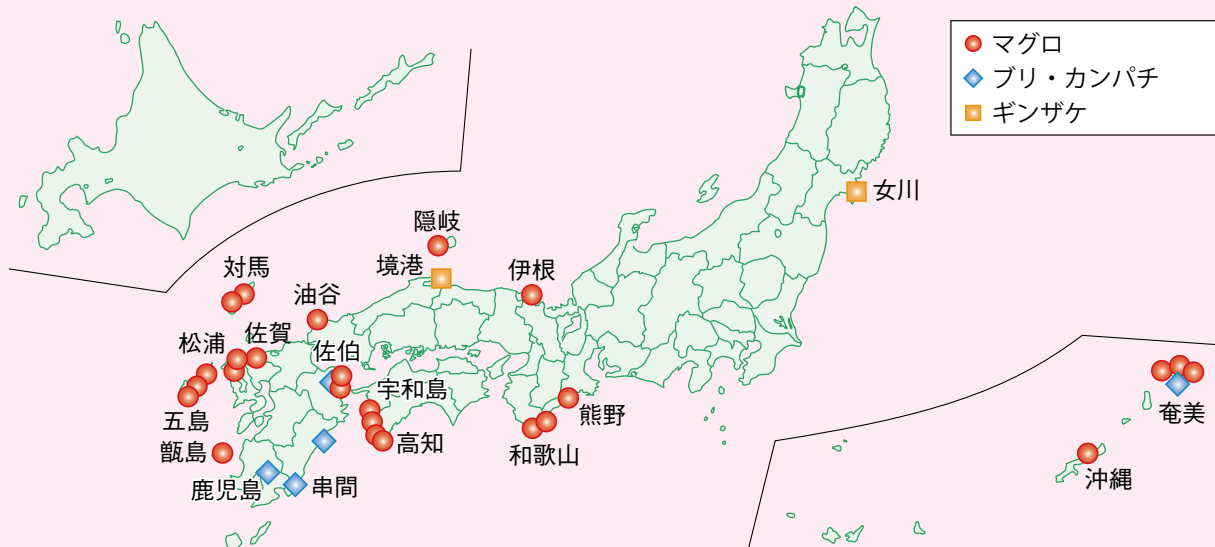 マグロ
ブリ・カンパチ
ギンザケ
女川
隠岐
境港
伊根
対馬
油谷
松浦
佐賀
佐伯
宇和島
五島
甑島
高知
熊野
和歌山
鹿児島
串間
奄美
沖縄